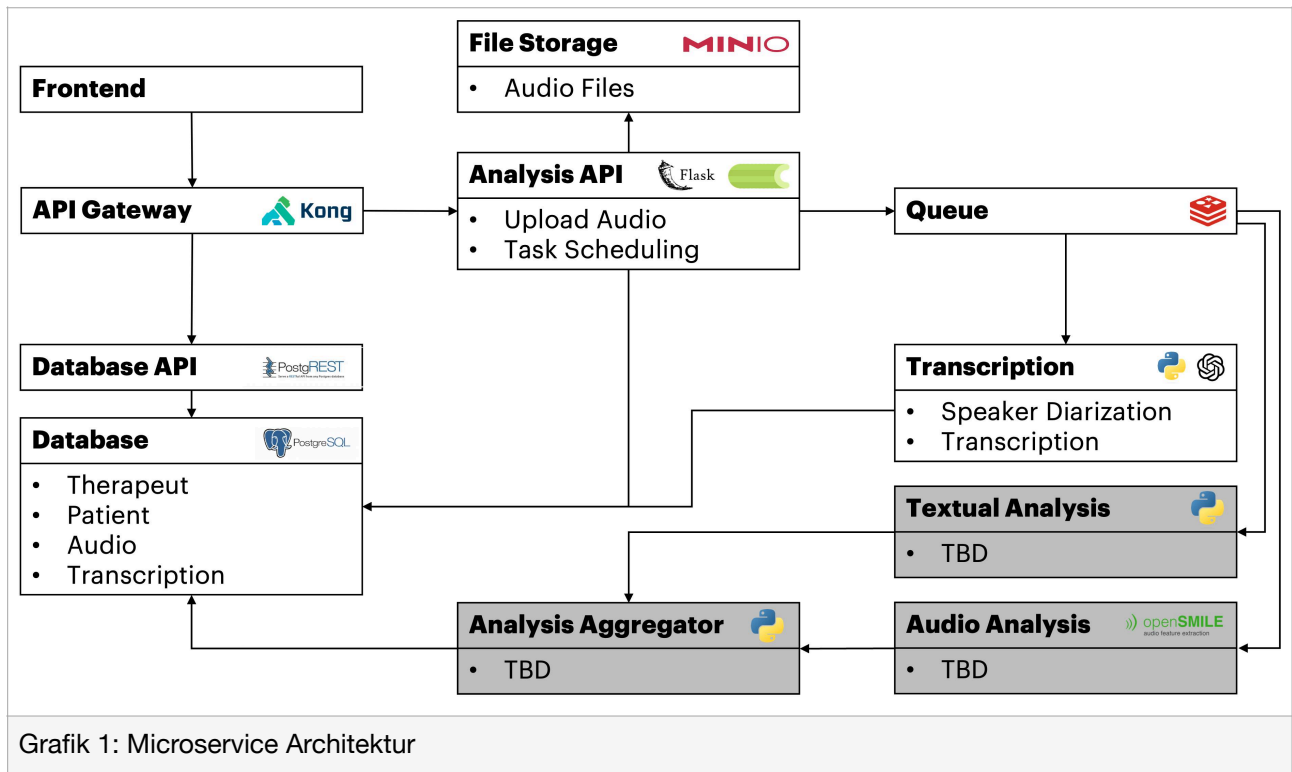 File Storage MINIO
• Audio Files
Frontend
Analysis API Flask
• Upload Audio
• Task Scheduling
API Gateway Kong
Queue
Database API PostgREST
Transcription
• Speaker Diarization
• Transcription
Database PostgreSQL
• Therapeut
• Patient
• Audio
• Transcription
Textual Analysis
• TBD
Analysis Aggregator
• TBD
Audio Analysis openSMILE
audio feature extraction
• TBD
Grafik 1: Microservice Architektur